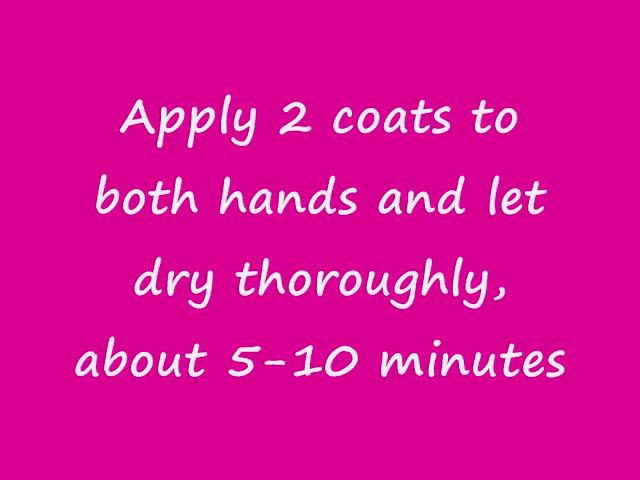 Apply 2 coats to
both hands and let
dry thoroughly,
about 5-10 minutes